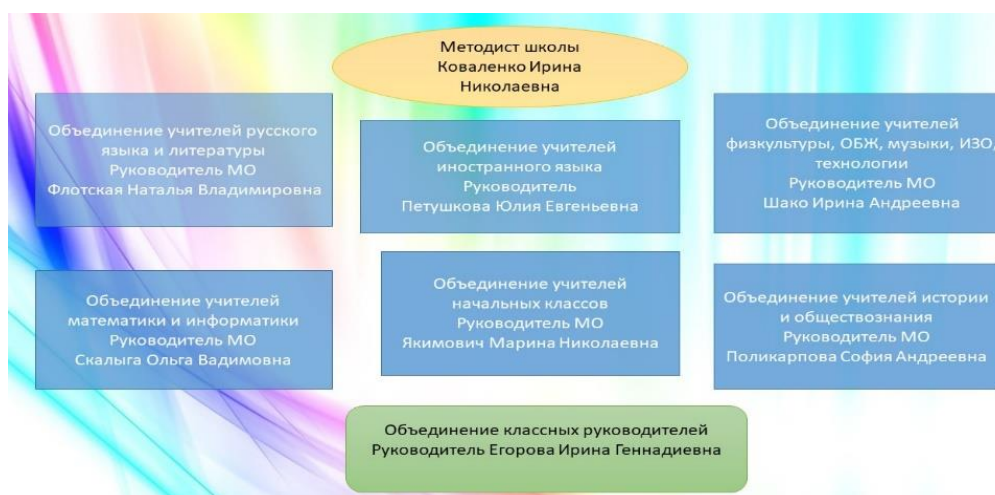 Методист школы
Коваленко Ирина
Николаевна
Объединение учителей русского
языка и литературы
Руководитель МО
Флотская Наталья Владимировна
Объединение учителей
иностранного языка
Руководитель
Петушкова Юлия Евгеньевна
Объединение учителей
физкультуры, ОБЖ, музыки, ИЗО,
технологии
Руководитель МО
Шако Ирина Андреевна
Объединение учителей
математики и информатики
Руководитель МО
Скалыга Ольга Вадимовна
Объединение учителей
начальных классов
Руководитель МО
Якимович Марина Николаевна
Объединение учителей истории
и обществознания
Руководитель МО
Поликарпова София Андреевна
Объединение классных руководителей
Руководитель Егорова Ирина Геннадиевна